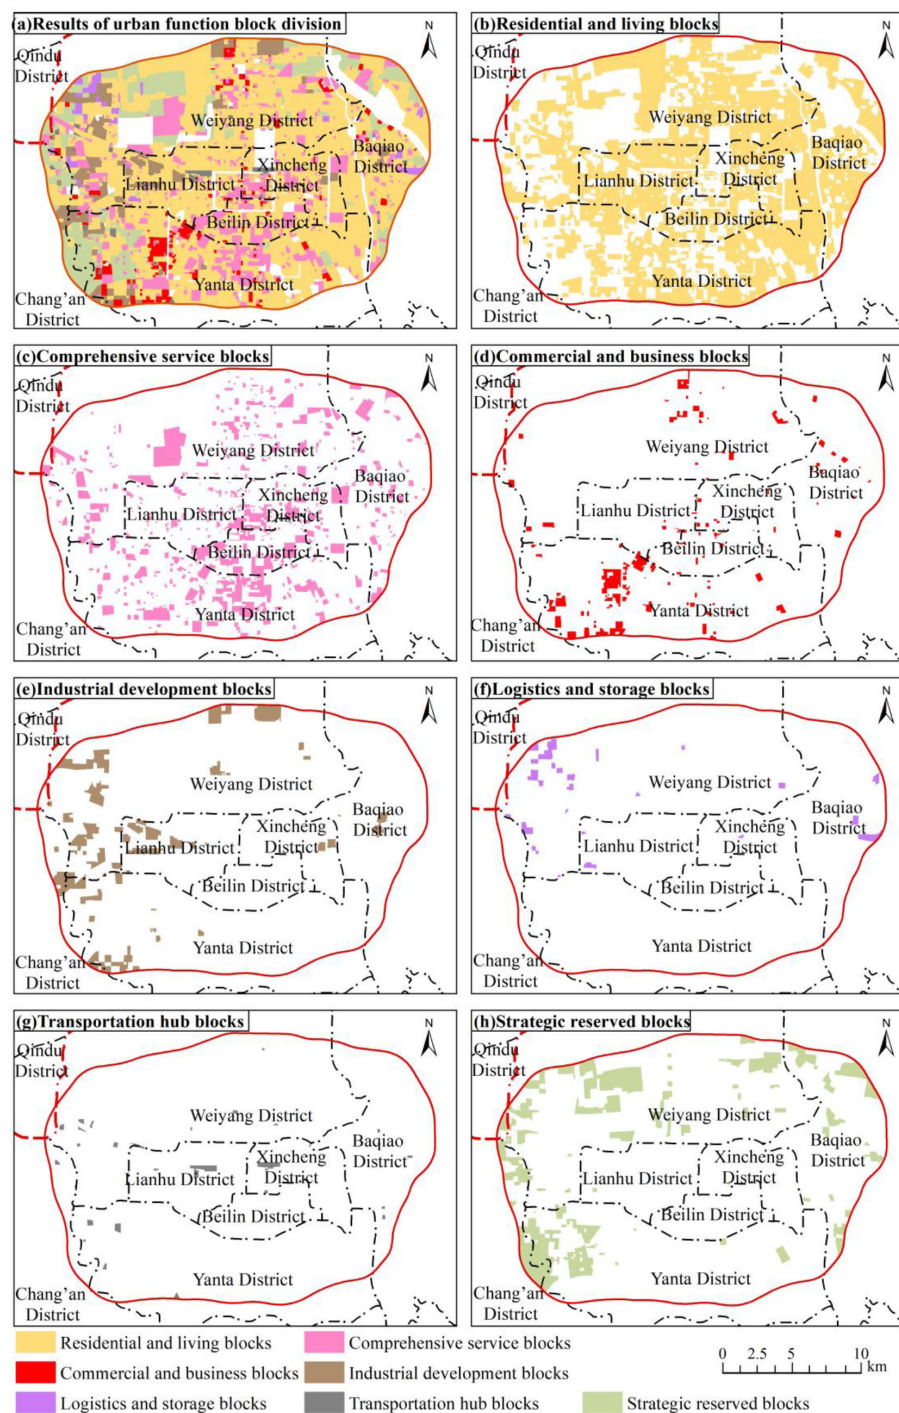 (a)Results of urban function block division
N
Qindu
District
Weiyang District
Baqiao
District
Xincheng
District
Lianhu District
Beilin District
Yanta District
Chang'an
District
(b)Residential and living blocks
N
Qindu
District
Weiyang District
Baqiao
District
Xincheng
District
Lianhu District
Beilin District
Yanta District
Chang'an
District
(c)Comprehensive service blocks
N
Qindu
District
Weiyang District
Baqiao
District
Xincheng
District
Lianhu District
Beilin District
Yanta District
Chang'an
District
(d)Commercial and business blocks
N
Qindu
District
Weiyang District
Baqiao
District
Xincheng
District
Lianhu District
Beilin District
Yanta District
Chang'an
District
(e)Industrial development blocks
N
Qindu
District
Weiyang District
Baqiao
District
Xincheng
District
Lianhu District
Beilin District
Yanta District
Chang'an
District
(f)Logistics and storage blocks
N
Qindu
District
Weiyang District
Baqiao
District
Xincheng
District
Lianhu District
Beilin District
Yanta District
Chang'an
District
(g)Transportation hub blocks
N
Qindu
District
Weiyang District
Baqiao
District
Xincheng
District
Lianhu District
Beilin District
Yanta District
Chang'an
District
(h)Strategic reserved blocks
N
Qindu
District
Weiyang District
Baqiao
District
Xincheng
District
Lianhu District
Beilin District
Yanta District
Chang'an
District
Residential and living blocks
Comprehensive service blocks
Commercial and business blocks
Industrial development blocks
Logistics and storage blocks
Transportation hub blocks
Strategic reserved blocks
0 2.5 5 10
km